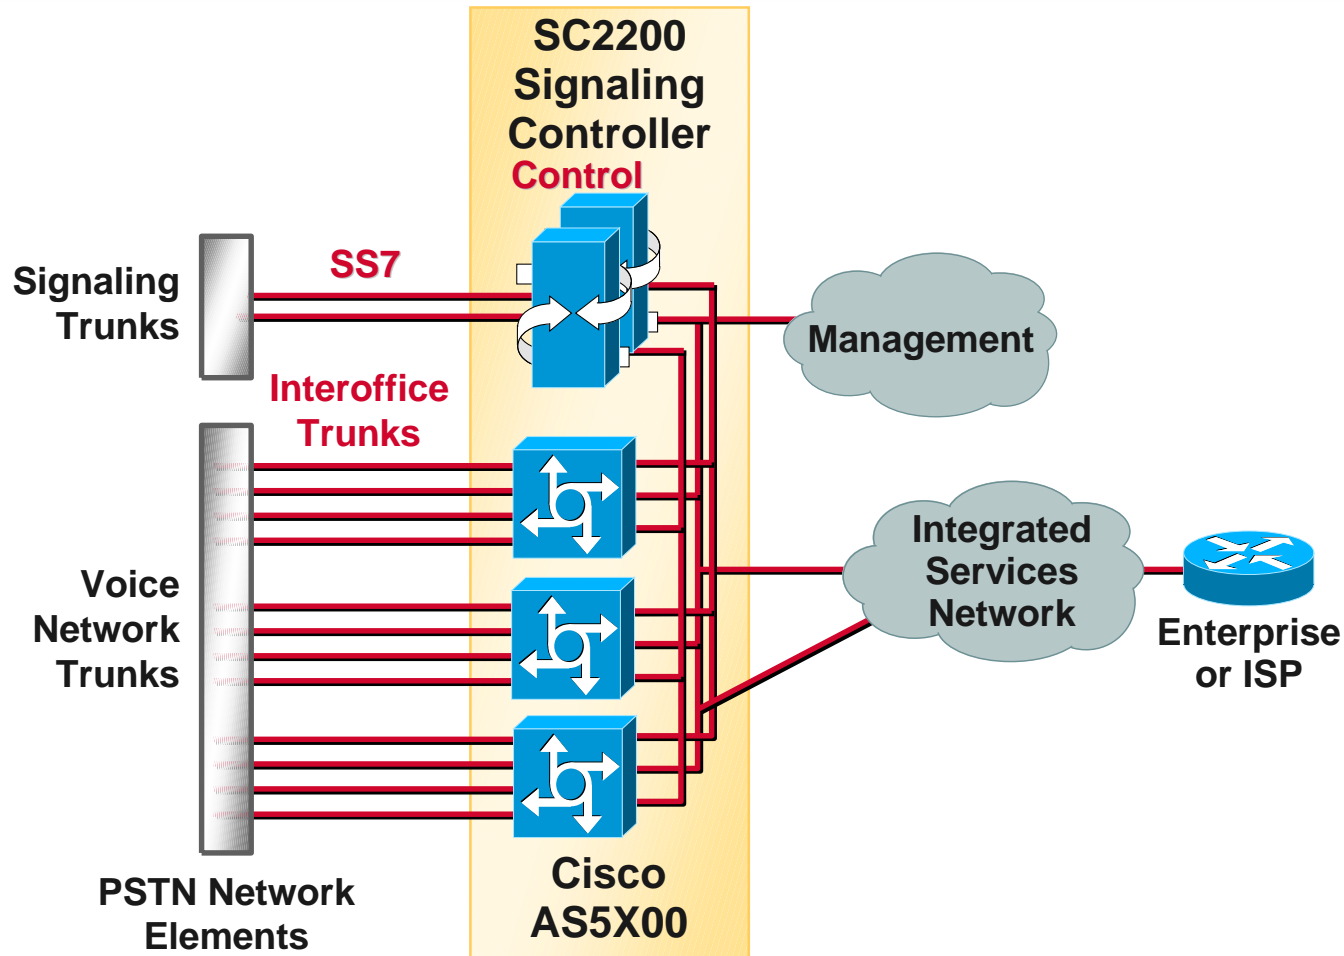 SC2200
Signaling
Controller
Control
SS7
Signaling
Trunks
Management
Interoffice
Trunks
Voice
Network
Trunks
Integrated
Services
Network
Enterprise
or ISP
Cisco
AS5X00
PSTN Network
Elements